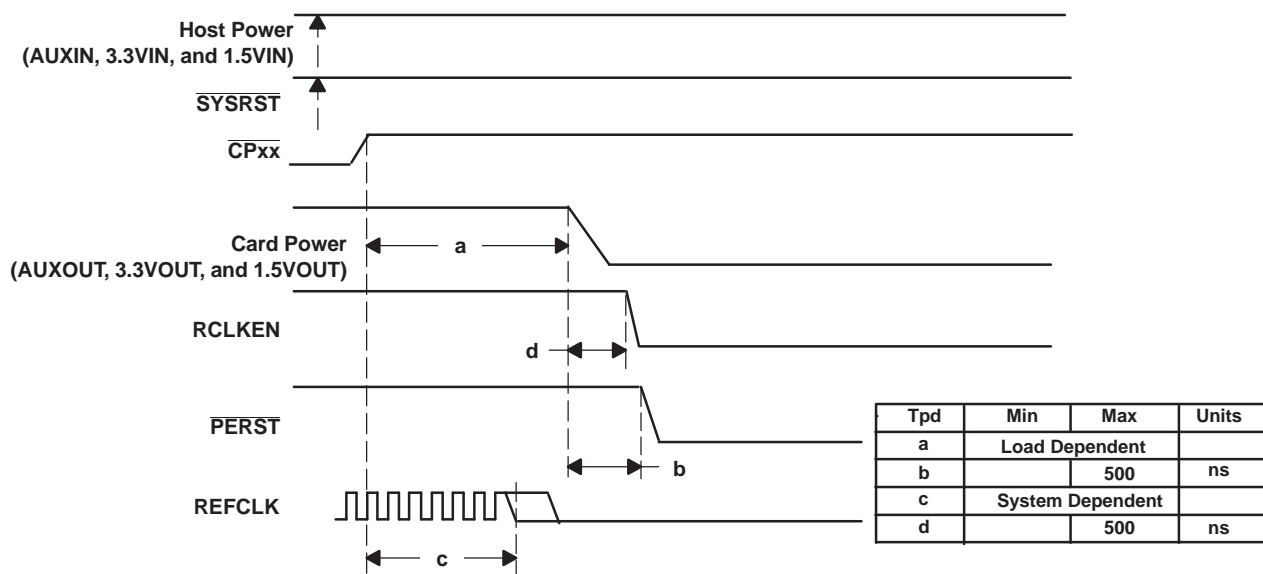 Host Power
(AUXIN, 3.3VIN, and 1.5VIN)
SYSRST
CPxx
a
Card Power
(AUXOUT, 3.3VOUT, and 1.5VOUT)
RCLKEN
d
PERST
b
REFCLK
c
Tpd Min Max Units
a Load Dependent
b 500 ns
c System Dependent
d 500 ns